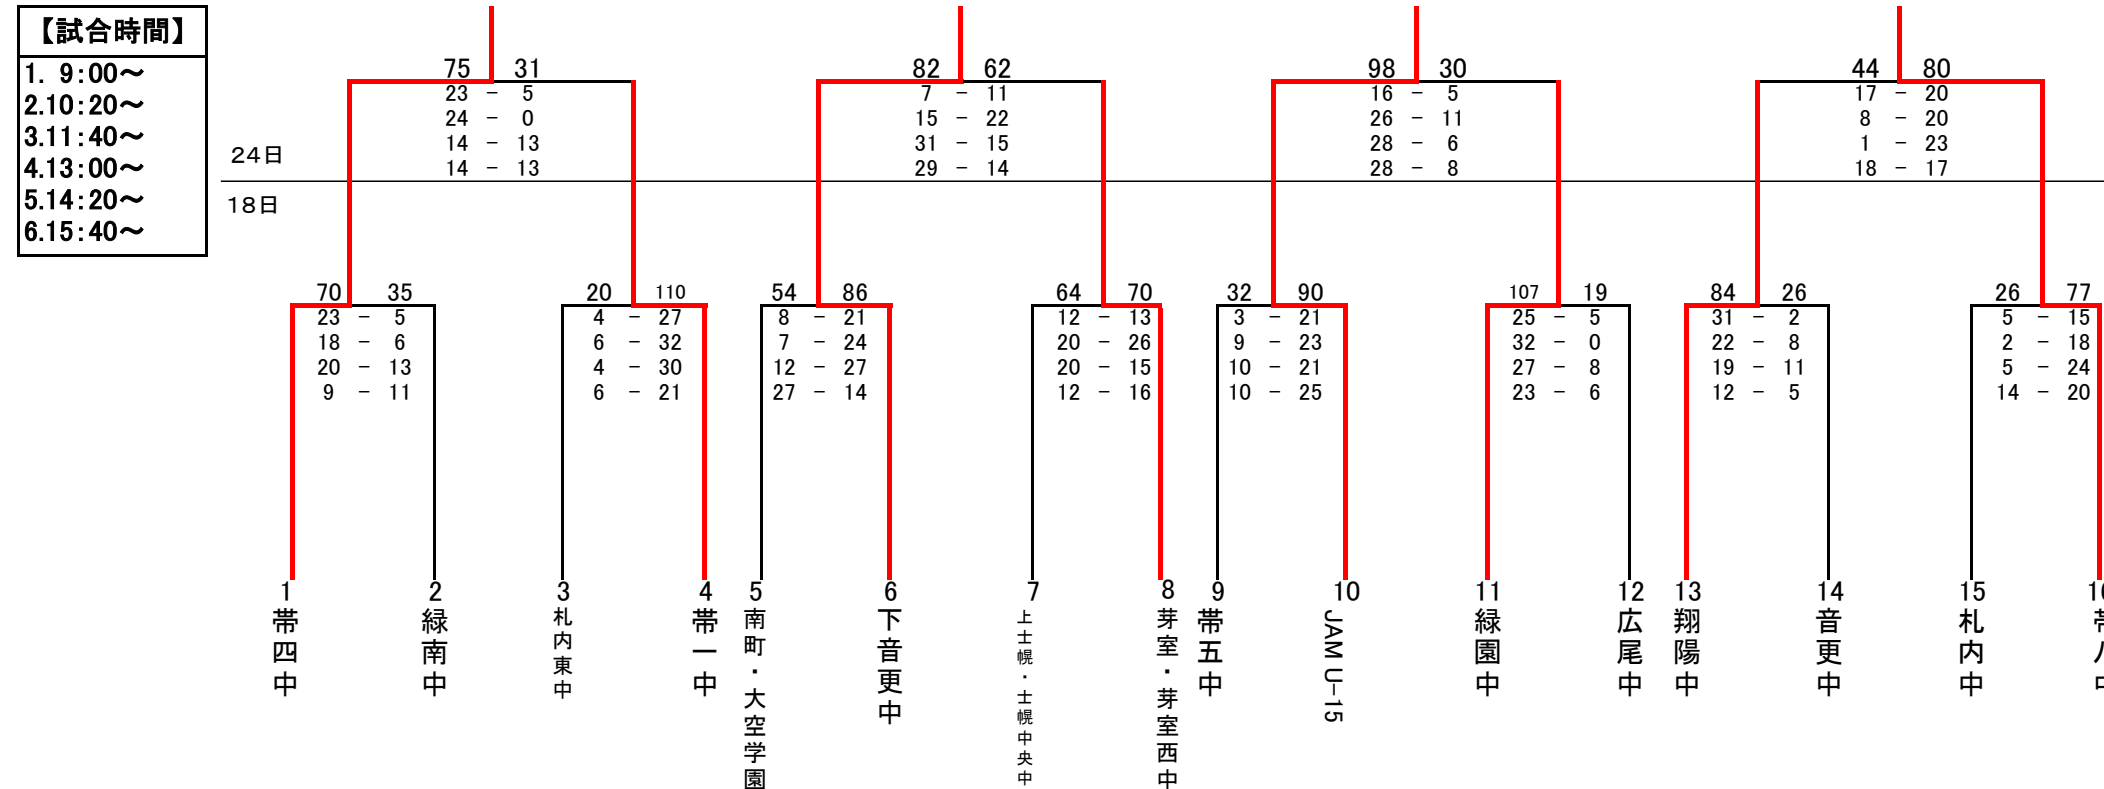 【試合時間】
1. 9:00～
2.10:20～
3.11:40～
4.13:00～
5.14:20～
6.15:40～
75 31
23 － 5
24 － 0
14 － 13
14 － 13
82 62
7 － 11
15 － 22
31 － 15
29 － 14
98 30
16 － 5
26 － 11
28 － 6
28 － 8
44 80
17 － 20
8 － 20
1 － 23
18 － 17
24日
18日
70 35
23 － 5
18 － 6
20 － 13
9 － 11
20 110
4 － 27
6 － 32
4 － 30
6 － 21
54 86
8 － 21
7 － 24
12 － 27
27 － 14
64 70
12 － 13
20 － 26
20 － 15
12 － 16
32 90
3 － 21
9 － 23
10 － 21
10 － 25
107 19
25 － 5
32 － 0
27 － 8
23 － 6
84 26
31 － 2
22 － 8
19 － 11
12 － 5
26 77
5 － 15
2 － 18
5 － 24
14 － 20
1
帯四中
2
緑南中
3
札内東中
4
帯一中
5
南町・大空学園
6
下音更中
7
上士幌・士幌中央中
8
芽室・芽室西中
9
帯五中
10
JAM U-15
11
緑園中
12
広尾中
13
翔陽中
14
音更中
15
札内中